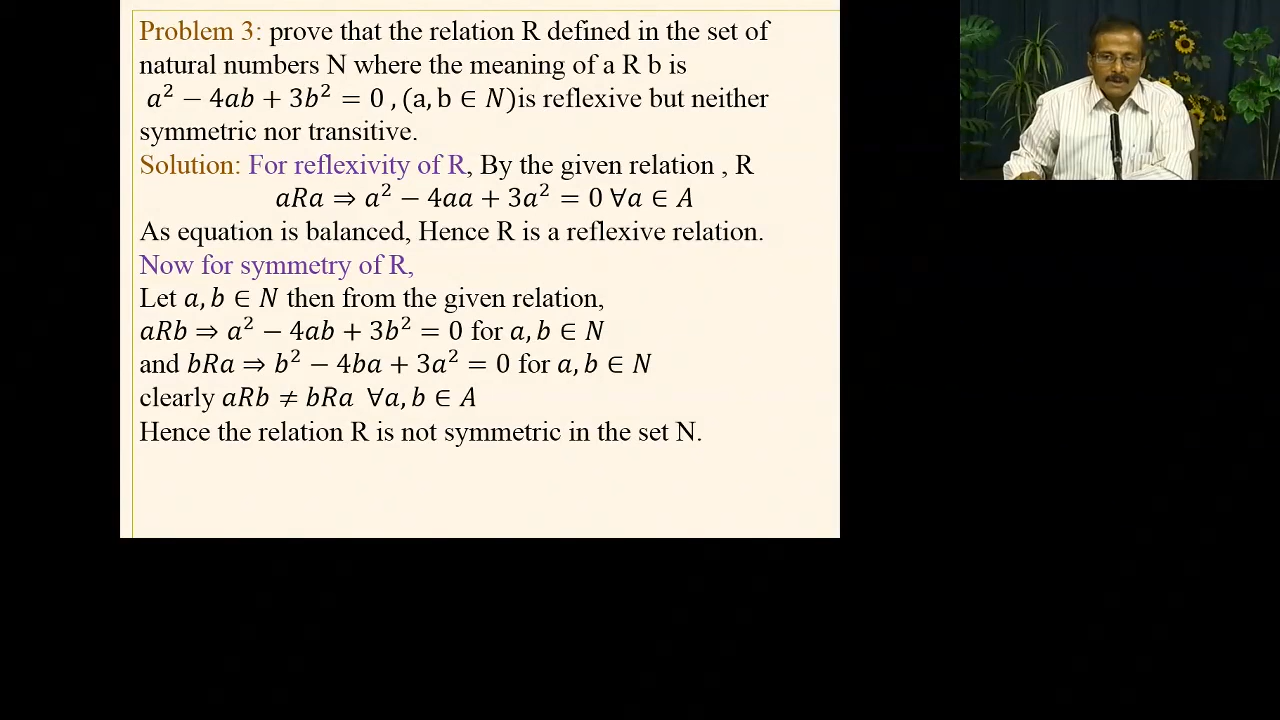 Problem 3: prove that the relation R defined in the set of
natural numbers N where the meaning of a R b is
𝑎² − 4𝑎𝑏 + 3𝑏² = 0 , (a, b ∈ 𝑁)is reflexive but neither
symmetric nor transitive.
Solution: For reflexivity of R, By the given relation , R
𝑎𝑅𝑎 ⇒ 𝑎² − 4𝑎𝑎 + 3𝑎² = 0 ∀𝑎 ∈ 𝐴
As equation is balanced, Hence R is a reflexive relation.
Now for symmetry of R,
Let 𝑎, 𝑏 ∈ 𝑁 then from the given relation,
𝑎𝑅𝑏 ⇒ 𝑎² − 4𝑎𝑏 + 3𝑏² = 0 for 𝑎, 𝑏 ∈ 𝑁
and 𝑏𝑅𝑎 ⇒ 𝑏² − 4𝑏𝑎 + 3𝑎² = 0 for 𝑎, 𝑏 ∈ 𝑁
clearly 𝑎𝑅𝑏 ≠ 𝑏𝑅𝑎 ∀𝑎, 𝑏 ∈ 𝐴
Hence the relation R is not symmetric in the set N.